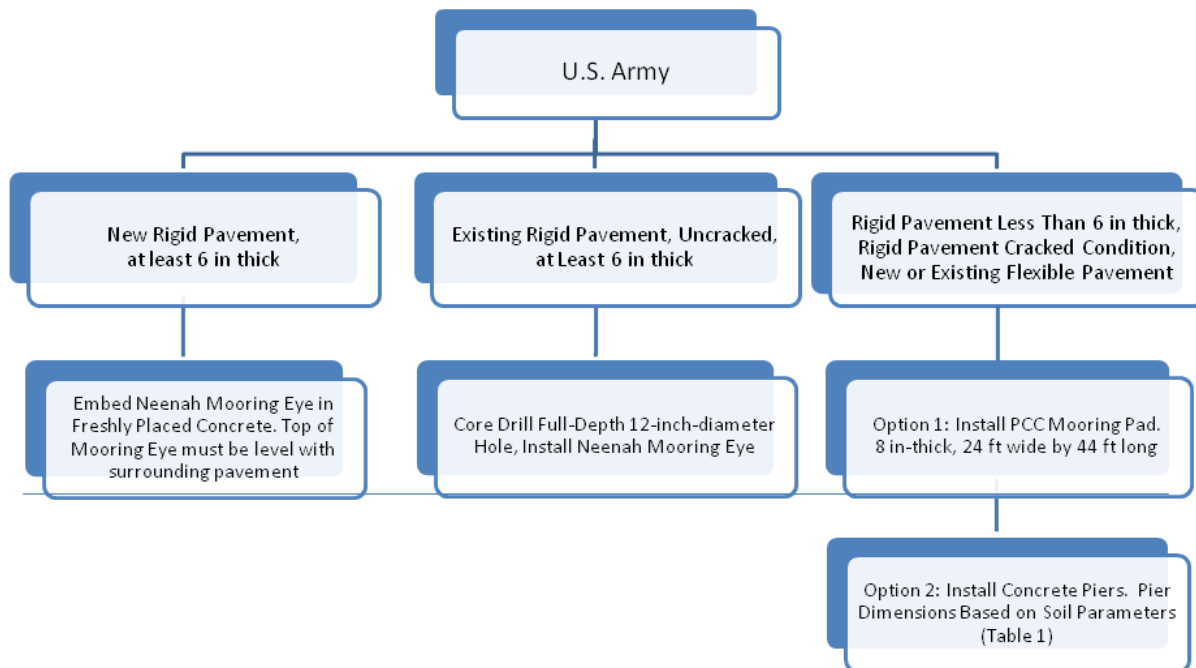 U.S. Army
New Rigid Pavement,
at least 6 in thick
Existing Rigid Pavement, Uncracked,
at Least 6 in thick
Rigid Pavement Less Than 6 in thick,
Rigid Pavement Cracked Condition,
New or Existing Flexible Pavement
Embed Neenah Mooring Eye in
Freshly Placed Concrete. Top of
Mooring Eye must be level with
surrounding pavement
Core Drill Full-Depth 12-inch-diameter
Hole, Install Neenah Mooring Eye
Option 1: Install PCC Mooring Pad.
8 in-thick, 24 ft wide by 44 ft long
Option 2: Install Concrete Piers. Pier
Dimensions Based on Soil Parameters
(Table 1)